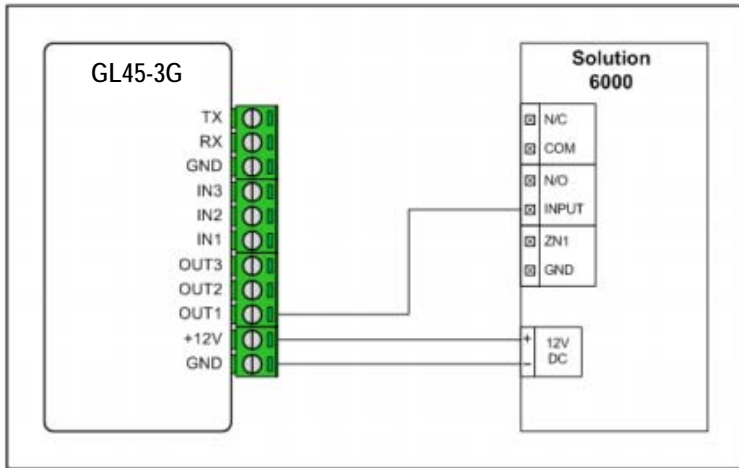 GL45-3G
TX
RX
GND
IN3
IN2
IN1
OUT3
OUT2
OUT1
+12V
GND
Solution
6000
N/C
COM
N/O
INPUT
ZN1
GND
+ 12V
- DC